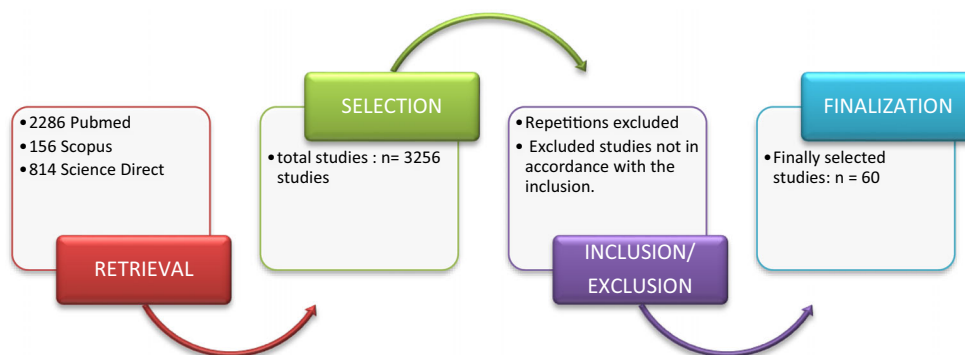 • 2286 Pubmed
• 156 Scopus
• 814 Science Direct
RETRIEVAL
SELECTION
• total studies : n= 3256
studies
• Repetitions excluded
• Excluded studies not in
accordance with the
inclusion.
INCLUSION/
EXCLUSION
FINALIZATION
• Finally selected
studies: n = 60